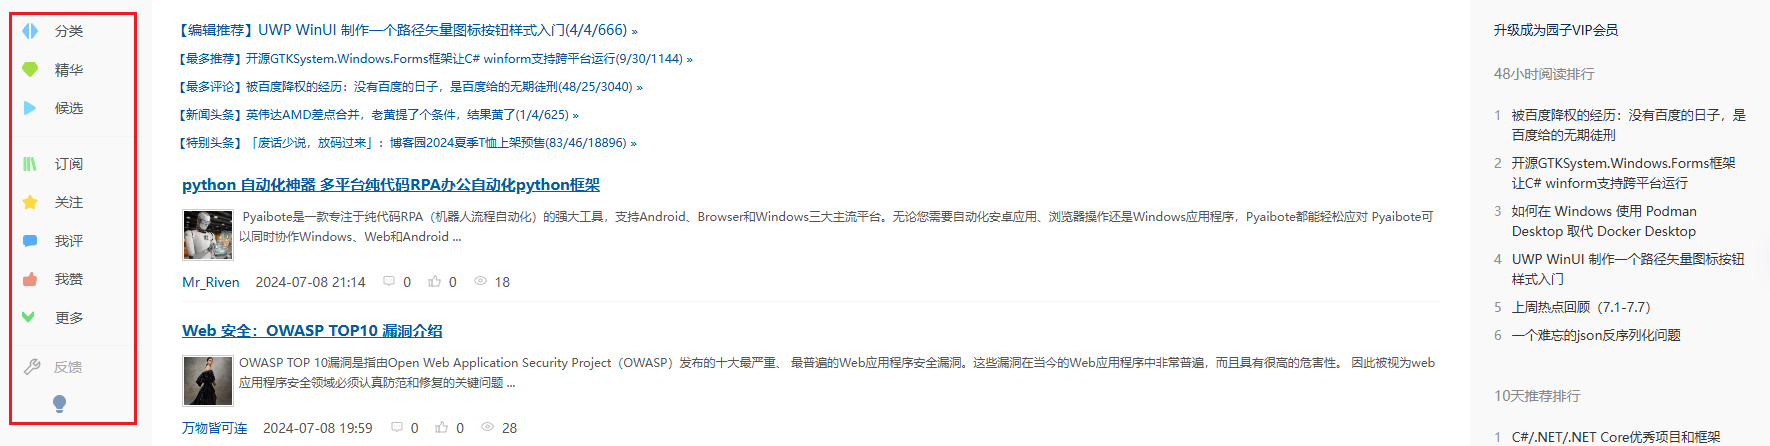 分类
精华
候选
订阅
关注
我评
我赞
更多
反馈
【编辑推荐】UWP WinUI 制作一个路径矢量图标按钮样式入门(4/4/666) »
【最多推荐】开源GTKSystem.Windows.Forms框架让C# winform支持跨平台运行(9/30/1144) »
【最多评论】被百度降权的经历：没有百度的日子，是百度给的无期徒刑(48/25/3040) »
【新闻头条】英伟达AMD差点合并，老黄提了个条件，结果黄了(1/4/625) »
【特别头条】「废话少说，放码过来」：博客园2024夏季T恤上架预售(83/46/18896) »
python 自动化神器 多平台纯代码RPA办公自动化python框架
Pyaibote是一款专注于纯代码RPA（机器人流程自动化）的强大工具，支持Android、Browser和Windows三大主流平台。无论您需要自动化安卓应用、浏览器操作还是Windows应用程序，Pyaibote都能轻松应对 Pyaibote可
以同时协作Windows、Web和Android ...
Mr_Riven 2024-07-08 21:14 0 0 18
Web 安全：OWASP TOP10 漏洞介绍
OWASP TOP 10漏洞是指由Open Web Application Security Project（OWASP）发布的十大最严重、 最普遍的Web应用程序安全漏洞。这些漏洞在当今的Web应用程序中非常普遍，而且具有很高的危害性。 因此被视为web
应用程序安全领域必须认真防范和修复的关键问题 ...
万物皆可连 2024-07-08 19:59 0 0 28
升级成为园子VIP会员
48小时阅读排行
1 被百度降权的经历：没有百度的日子，是
百度给的无期徒刑
2 开源GTKSystem.Windows.Forms框架
让C# winform支持跨平台运行
3 如何在 Windows 使用 Podman
Desktop 取代 Docker Desktop
4 UWP WinUI 制作一个路径矢量图标按钮
样式入门
5 上周热点回顾（7.1-7.7）
6 一个难忘的json反序列化问题
10天推荐排行
1 C#/.NET/.NET Core优秀项目和框架